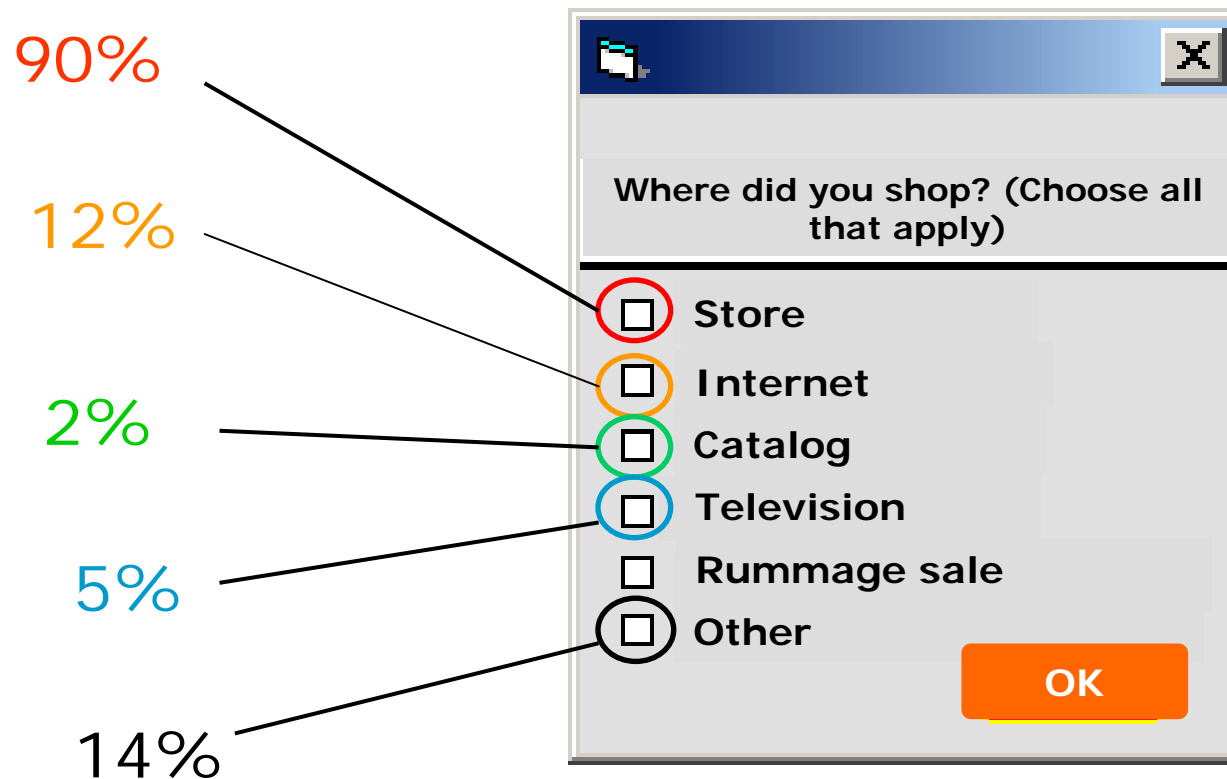 90%
12%
2%
5%
14%
Where did you shop? (Choose all
that apply)
Store
Internet
Catalog
Television
Rummage sale
Other
OK